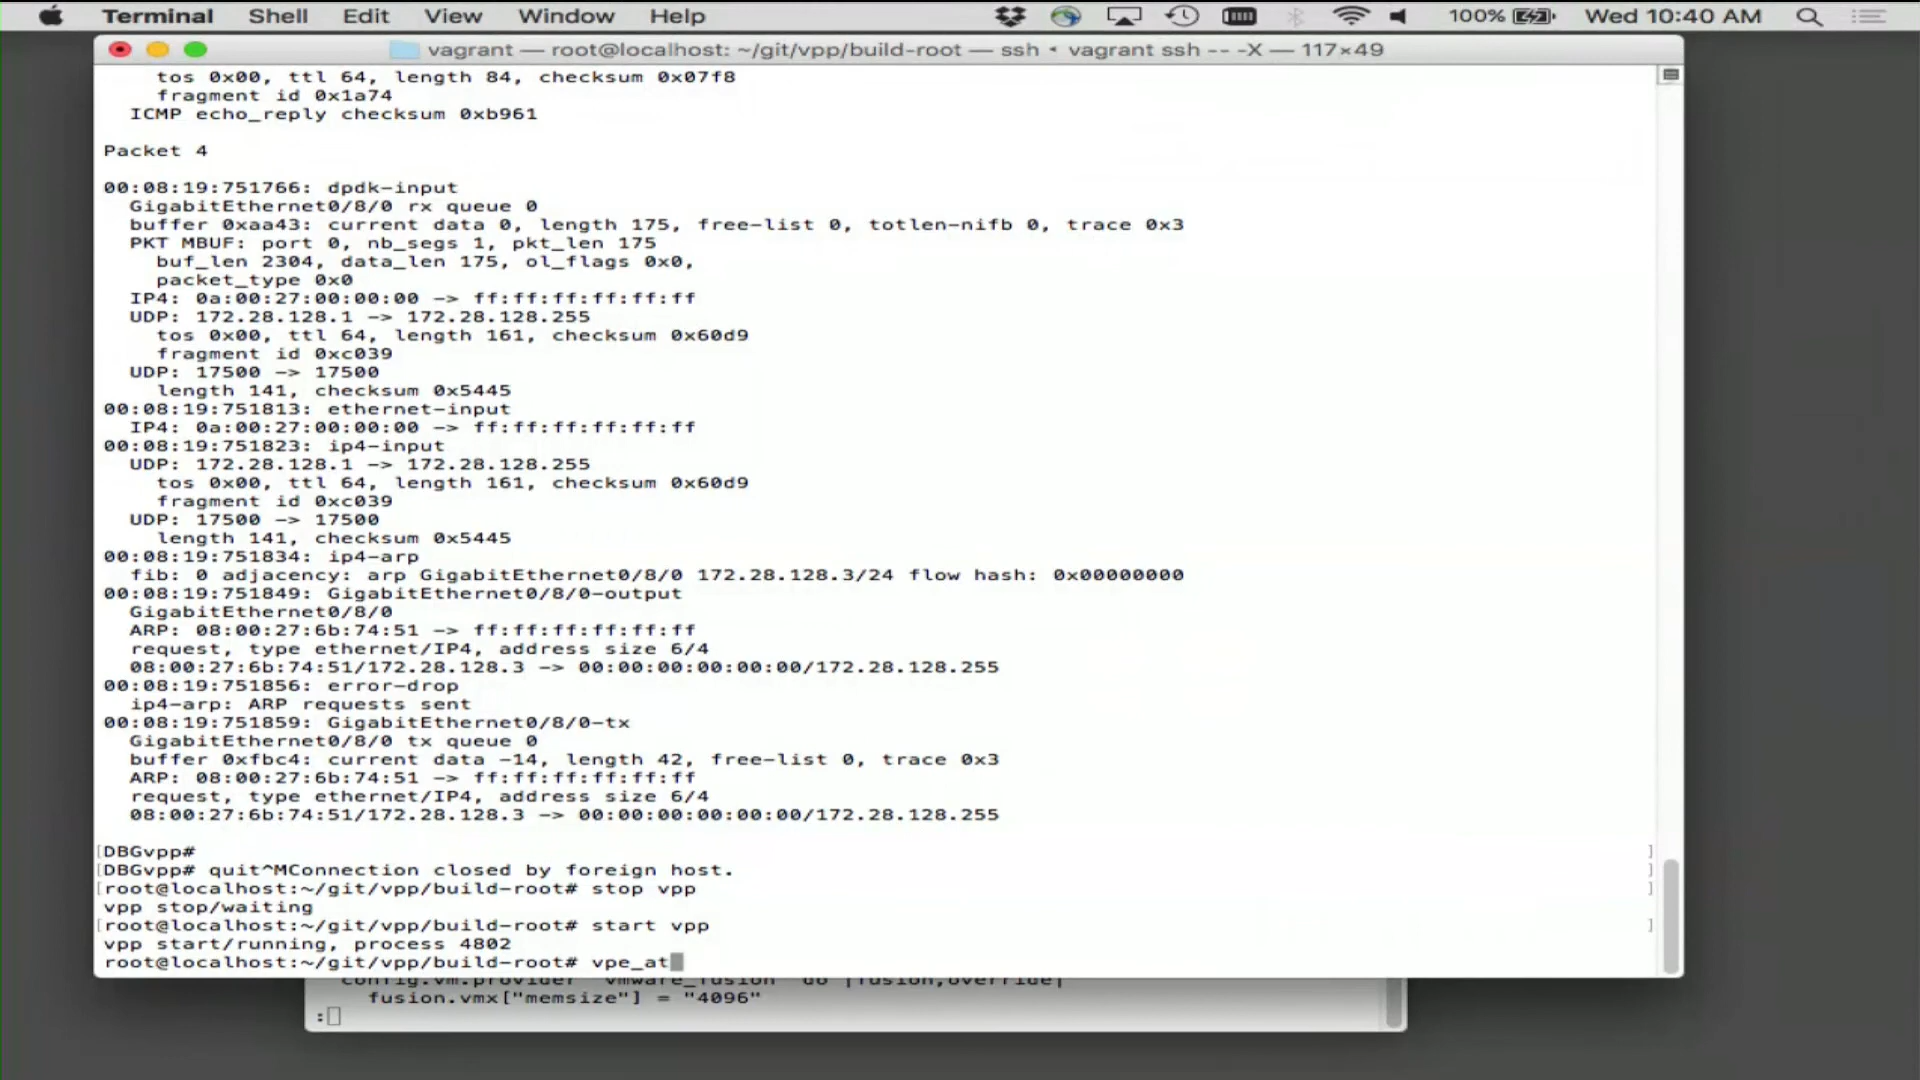 Terminal Shell Edit View Window Help 100% Wed 10:40 AM
vagrant — root@localhost: ~/git/vpp/build-root — ssh • vagrant ssh -- -X — 117×49
tos 0x00, ttl 64, length 84, checksum 0x07f8
fragment id 0x1a74
ICMP echo_reply checksum 0xb961
Packet 4
00:08:19:751766: dpdk-input
GigabitEthernet0/8/0 rx queue 0
buffer 0xaa43: current data 0, length 175, free-list 0, totlen-nifb 0, trace 0x3
PKT MBUF: port 0, nb_segs 1, pkt_len 175
buf_len 2304, data_len 175, ol_flags 0x0,
packet_type 0x0
IP4: 0a:00:27:00:00:00 -> ff:ff:ff:ff:ff:ff
UDP: 172.28.128.1 -> 172.28.128.255
tos 0x00, ttl 64, length 161, checksum 0x60d9
fragment id 0xc039
UDP: 17500 -> 17500
length 141, checksum 0x5445
00:08:19:751813: ethernet-input
IP4: 0a:00:27:00:00:00 -> ff:ff:ff:ff:ff:ff
00:08:19:751823: ip4-input
UDP: 172.28.128.1 -> 172.28.128.255
tos 0x00, ttl 64, length 161, checksum 0x60d9
fragment id 0xc039
UDP: 17500 -> 17500
length 141, checksum 0x5445
00:08:19:751834: ip4-arp
fib: 0 adjacency: arp GigabitEthernet0/8/0 172.28.128.3/24 flow hash: 0x00000000
00:08:19:751849: GigabitEthernet0/8/0-output
GigabitEthernet0/8/0
ARP: 08:00:27:6b:74:51 -> ff:ff:ff:ff:ff:ff
request, type ethernet/IP4, address size 6/4
08:00:27:6b:74:51/172.28.128.3 -> 00:00:00:00:00:00/172.28.128.255
00:08:19:751856: error-drop
ip4-arp: ARP requests sent
00:08:19:751859: GigabitEthernet0/8/0-tx
GigabitEthernet0/8/0 tx queue 0
buffer 0xfbc4: current data -14, length 42, free-list 0, trace 0x3
ARP: 08:00:27:6b:74:51 -> ff:ff:ff:ff:ff:ff
request, type ethernet/IP4, address size 6/4
08:00:27:6b:74:51/172.28.128.3 -> 00:00:00:00:00:00/172.28.128.255
[DBGvpp# ]
[DBGvpp# quit^MConnection closed by foreign host. ]
[root@localhost:~/git/vpp/build-root# stop vpp ]
vpp stop/waiting
[root@localhost:~/git/vpp/build-root# start vpp ]
vpp start/running, process 4802
root@localhost:~/git/vpp/build-root# vpe_at
config.vm.provider "vmware_fusion" do |fusion,override|
fusion.vmx["memsize"] = "4096"
: